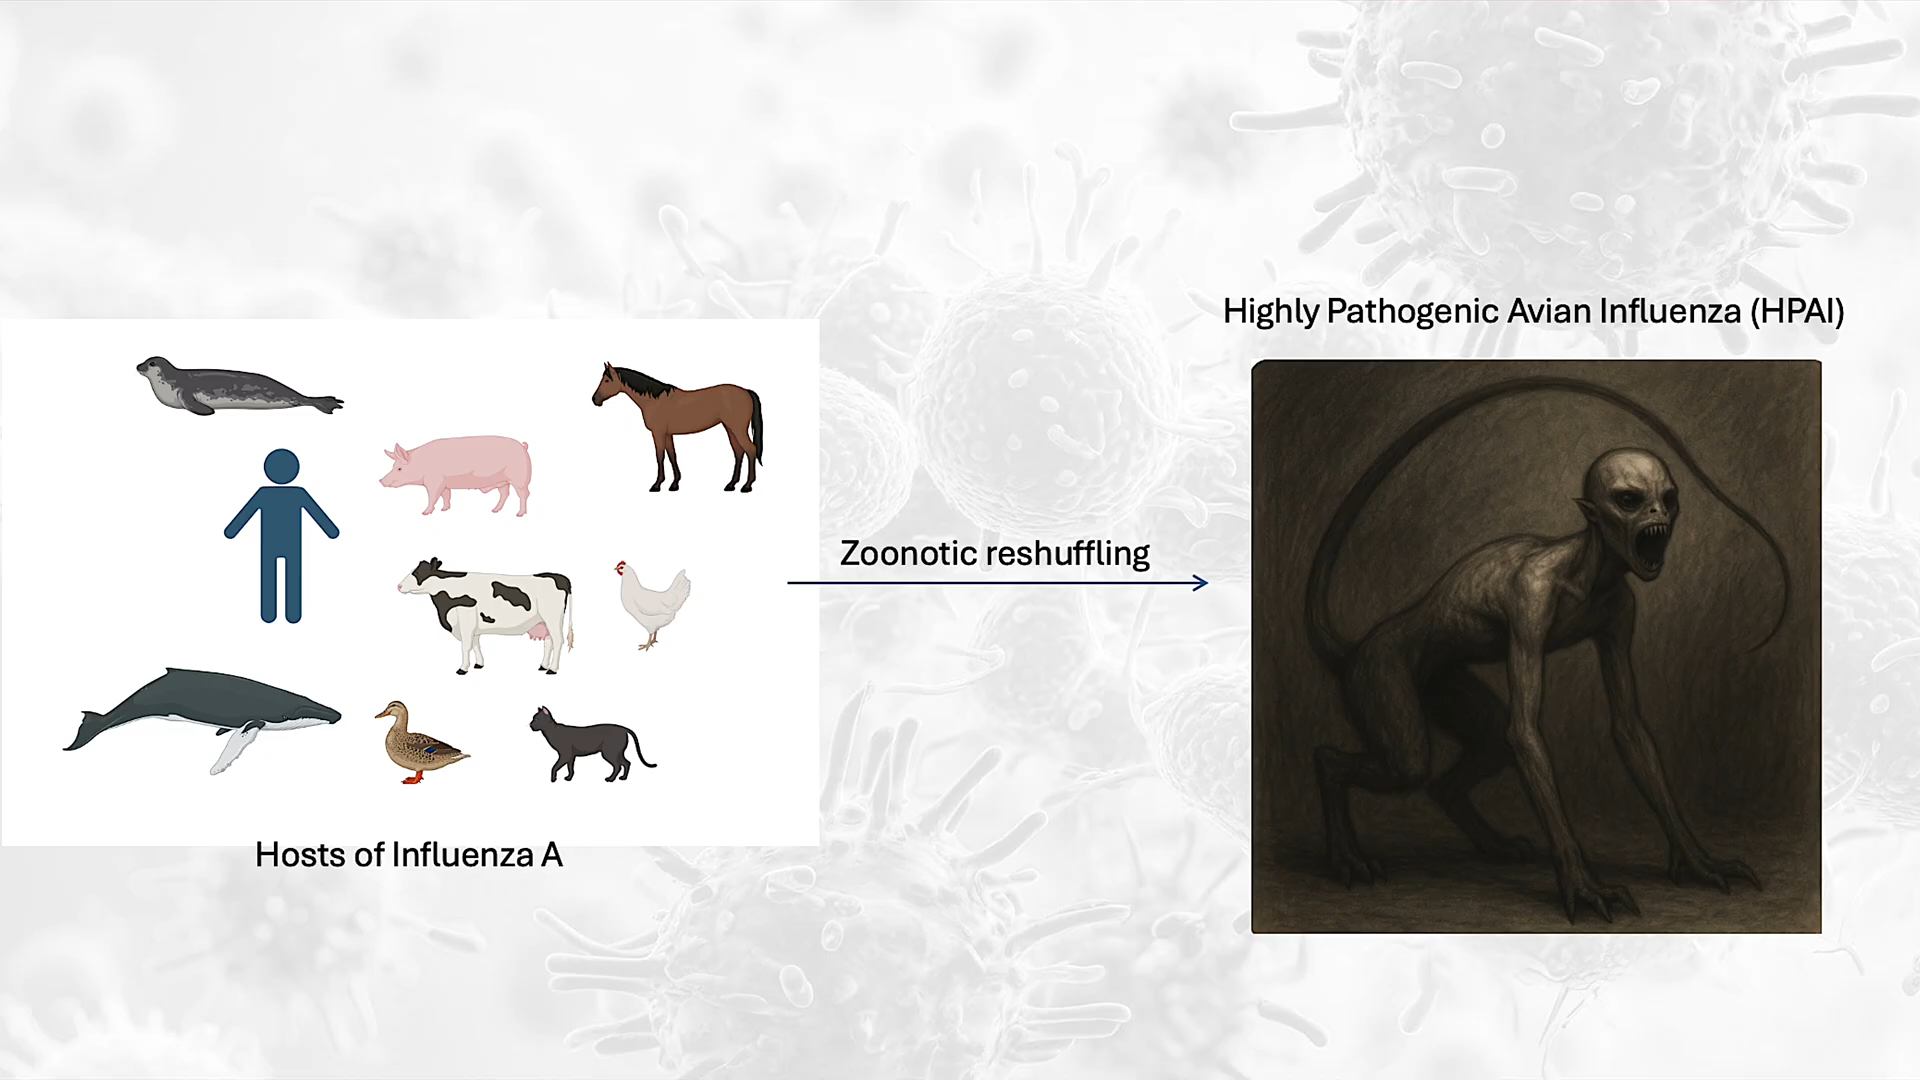 Highly Pathogenic Avian Influenza (HPAI)
Zoonotic reshuffling
Hosts of Influenza A